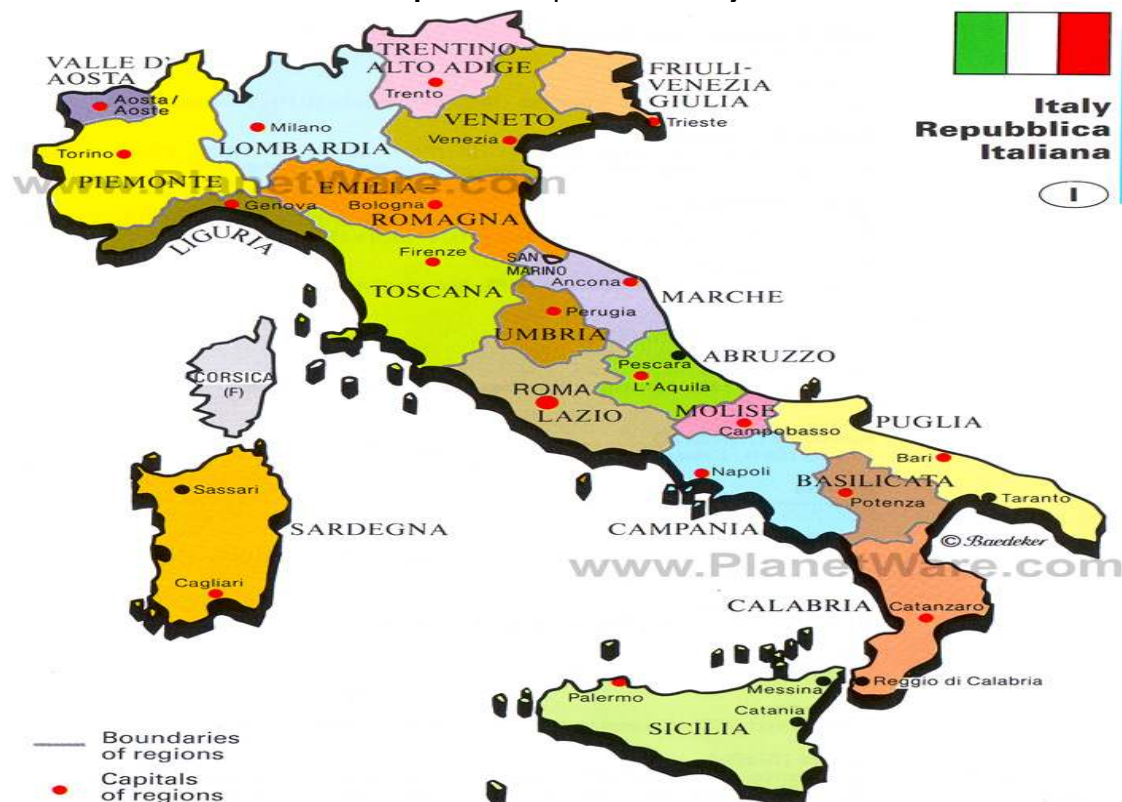 VALLE D'
AOSTA
Aosta/
Aoste
TRENTINO-
ALTO ADIGE
Trento
FRIULI-
VENEZIA
GIULIA
Trieste
Italy
Repubblica
Italiana
I
Milano
LOMBARDIA
VENETO
Venezia
Torino
PIEMONTE
www.PlanetWare.com
EMILIA-
Bologna
ROMAGNA
Genova
LIGURIA
Firenze
TOSCANA
SAN
MARINO
Ancona
MARCHE
Perugia
UMBRIA
ABRUZZO
Pescara
L'Aquila
CORSICA
(F)
ROMA
LAZIO
MOLISE
Campobasso
PUGLIA
Bari
Napoli
BASILICATA
Potenza
Taranto
Sassari
SARDEGNA
CAMPANIA
© Baedeker
www.PlanetWare.com
Cagliari
CALABRIA
Catanzaro
Reggio di Calabria
Palermo
Messina
Catania
SICILIA
Boundaries
of regions
Capitals
of regions